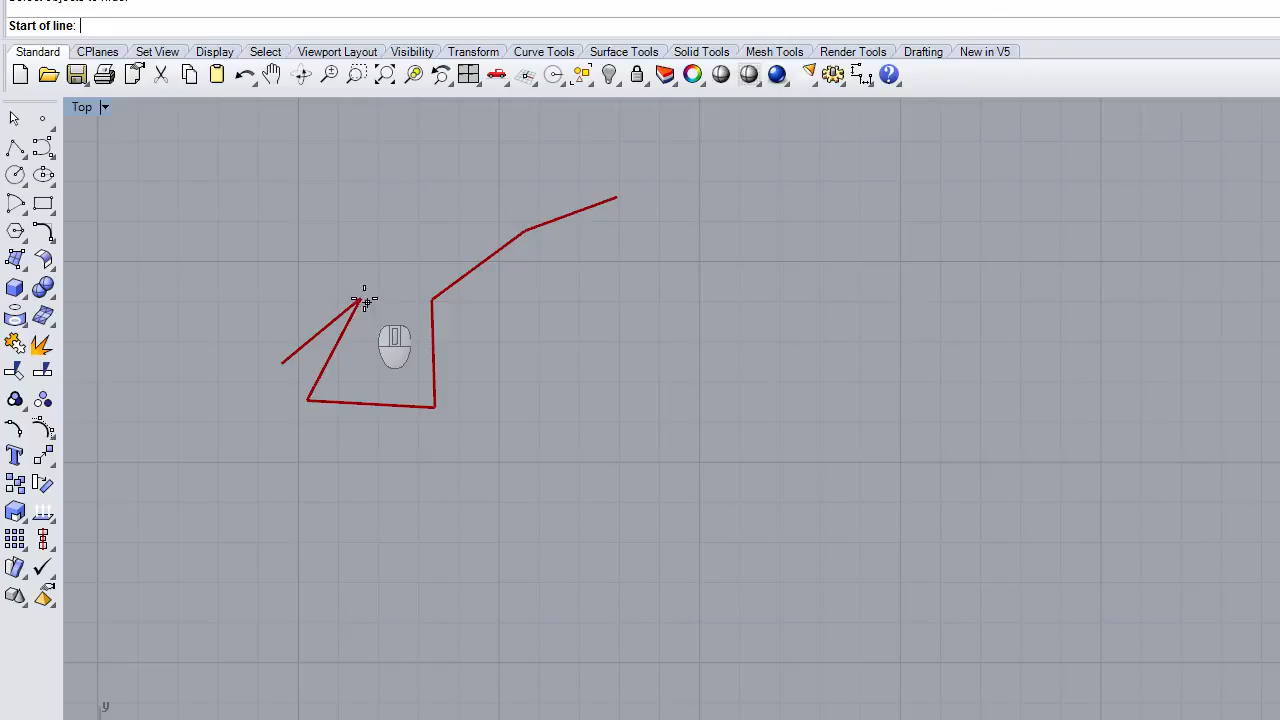 Start of line:
Standard CPlanes Set View Display Select Viewport Layout Visibility Transform Curve Tools Surface Tools Solid Tools Mesh Tools Render Tools Drafting New in V5
Top
y